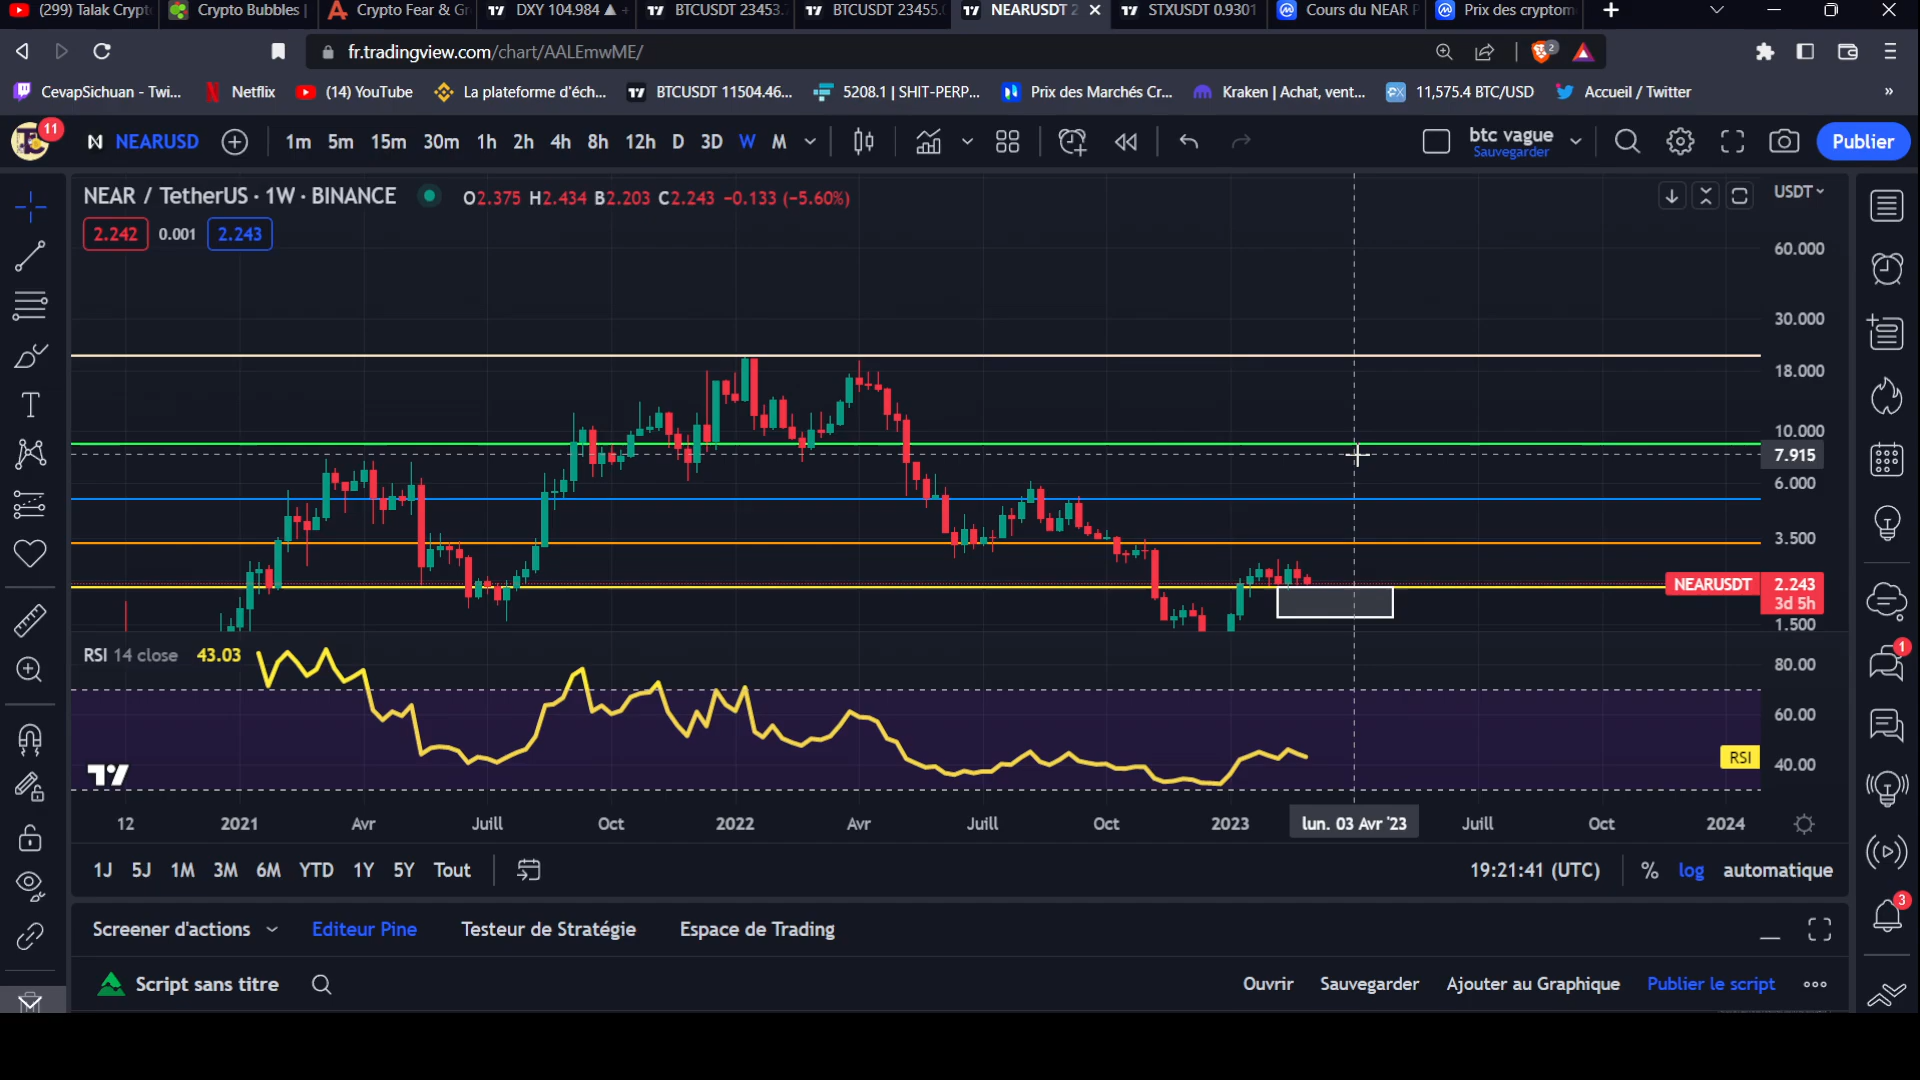 (299) Talak Crypt
Crypto Bubbles |
Crypto Fear & Gr
DXY 104.984 ▲ +
BTCUSDT 23453.
BTCUSDT 23455.
NEARUSDT 2
STXUSDT 0.9301
Cours du NEAR P
Prix des cryptom
fr.tradingview.com/chart/AALEmwME/
2
CevapSichuan - Twi...
Netflix
(14) YouTube
La plateforme d'éch...
BTCUSDT 11504.46...
5208.1 | SHIT-PERP...
Prix des Marchés Cr...
Kraken | Achat, vent...
11,575.4 BTC/USD
Accueil / Twitter
»
11
NEARUSD
1m 5m 15m 30m 1h 2h 4h 8h 12h D 3D W M
btc vague
Sauvegarder
Publier
NEAR / TetherUS · 1W · BINANCE
O2.375 H2.434 B2.203 C2.243 −0.133 (−5.60%)
2.242 0.001 2.243
USDT
60.000
30.000
18.000
10.000
7.915
6.000
3.500
NEARUSDT 2.243
3d 5h
1.500
RSI 14 close 43.03
80.00
60.00
RSI
40.00
12 2021 Avr Juill Oct 2022 Avr Juill Oct 2023 lun. 03 Avr '23 Juill Oct 2024
1J 5J 1M 3M 6M YTD 1Y 5Y Tout
19:21:41 (UTC) % log automatique
1
3
Screener d'actions Editeur Pine Testeur de Stratégie Espace de Trading
Script sans titre
Ouvrir Sauvegarder Ajouter au Graphique Publier le script